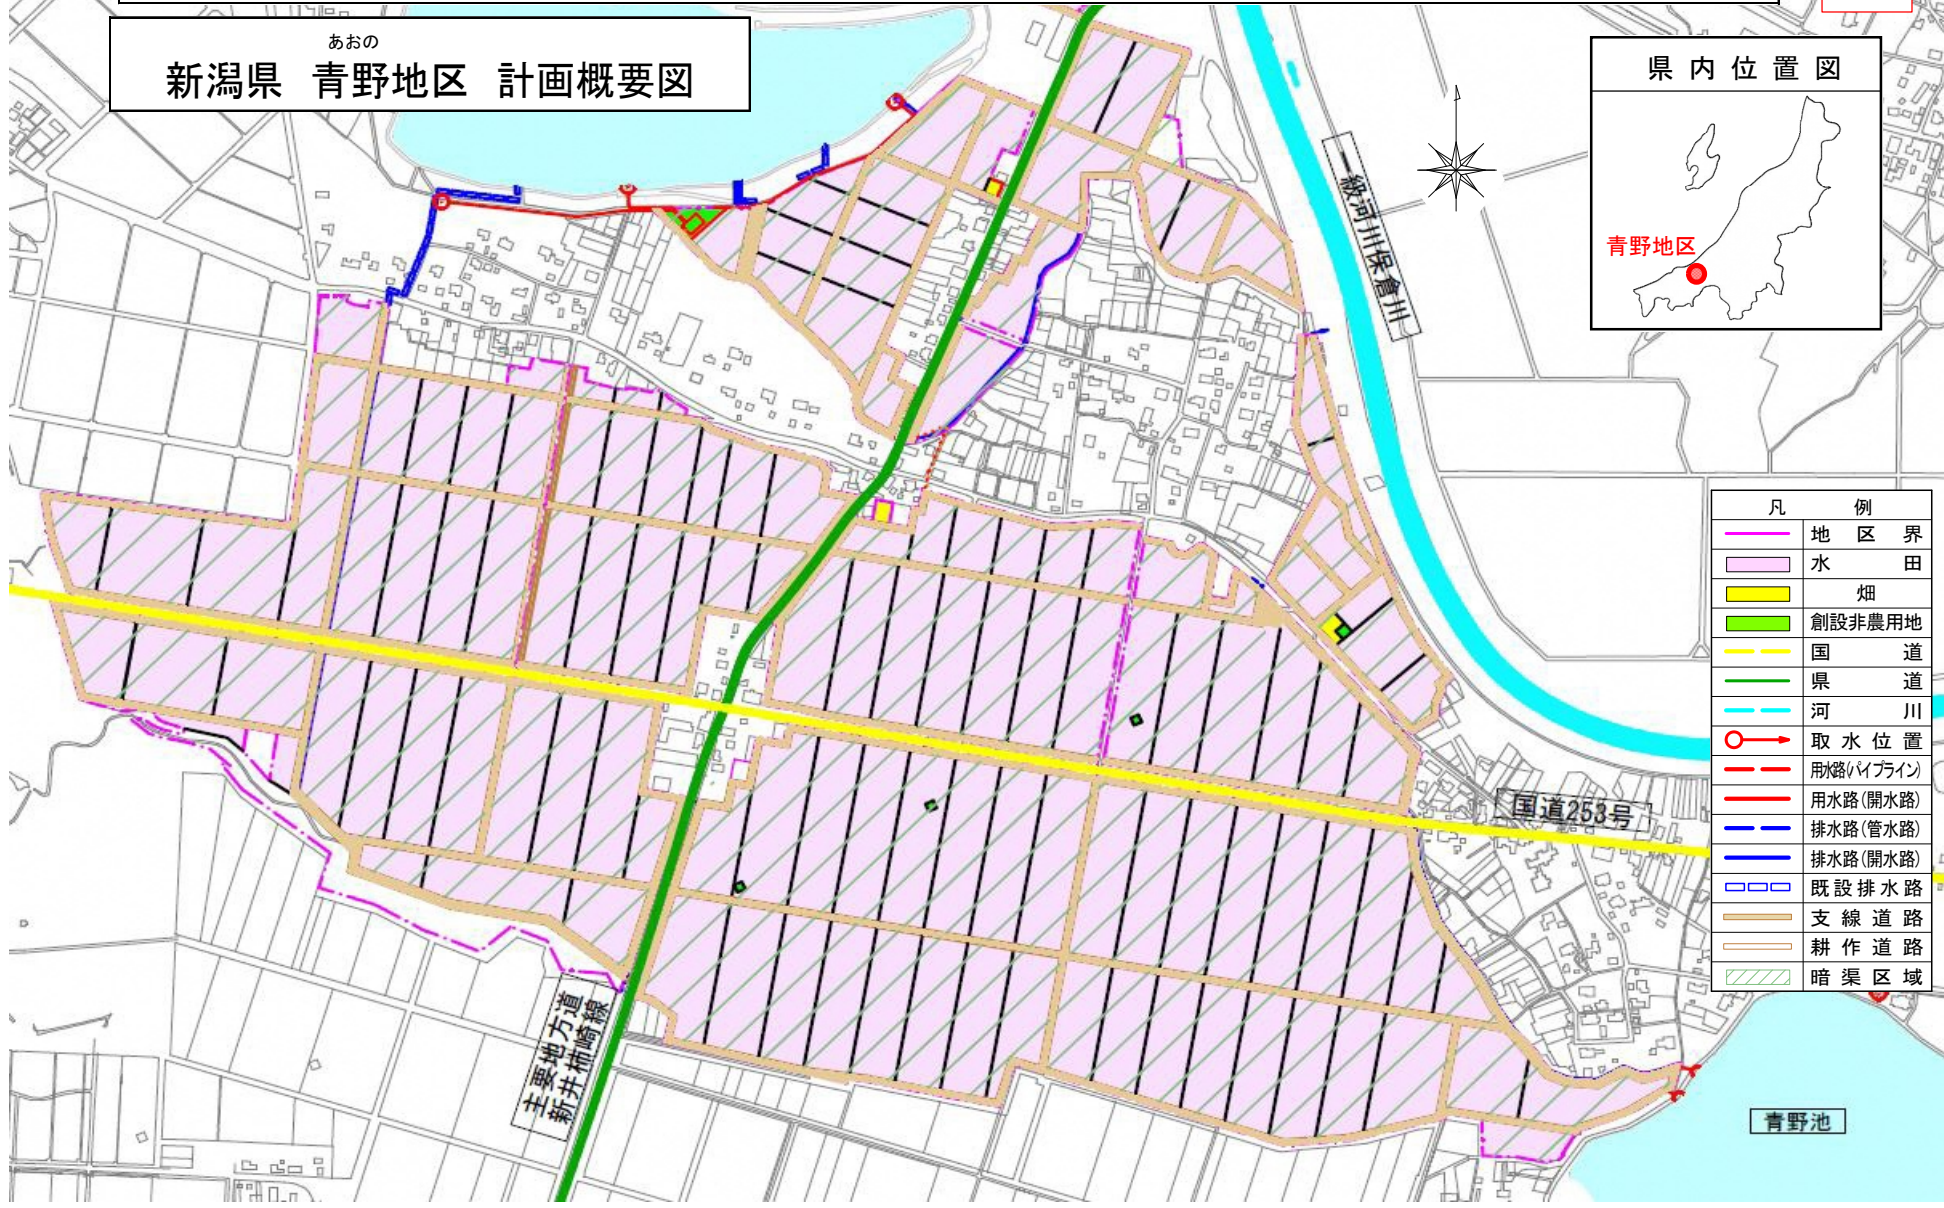 あおの
新潟県 青野地区 計画概要図
県内位置図
青野地区
一級河川保倉川
凡例
地区界
水田
畑
創設非農用地
国道
県道
河川
取水位置
用水路(パイプライン)
用水路(開水路)
排水路(管水路)
排水路(開水路)
既設排水路
支線道路
耕作道路
暗渠区域
国道253号
主要地方道
新井柿崎線
青野池